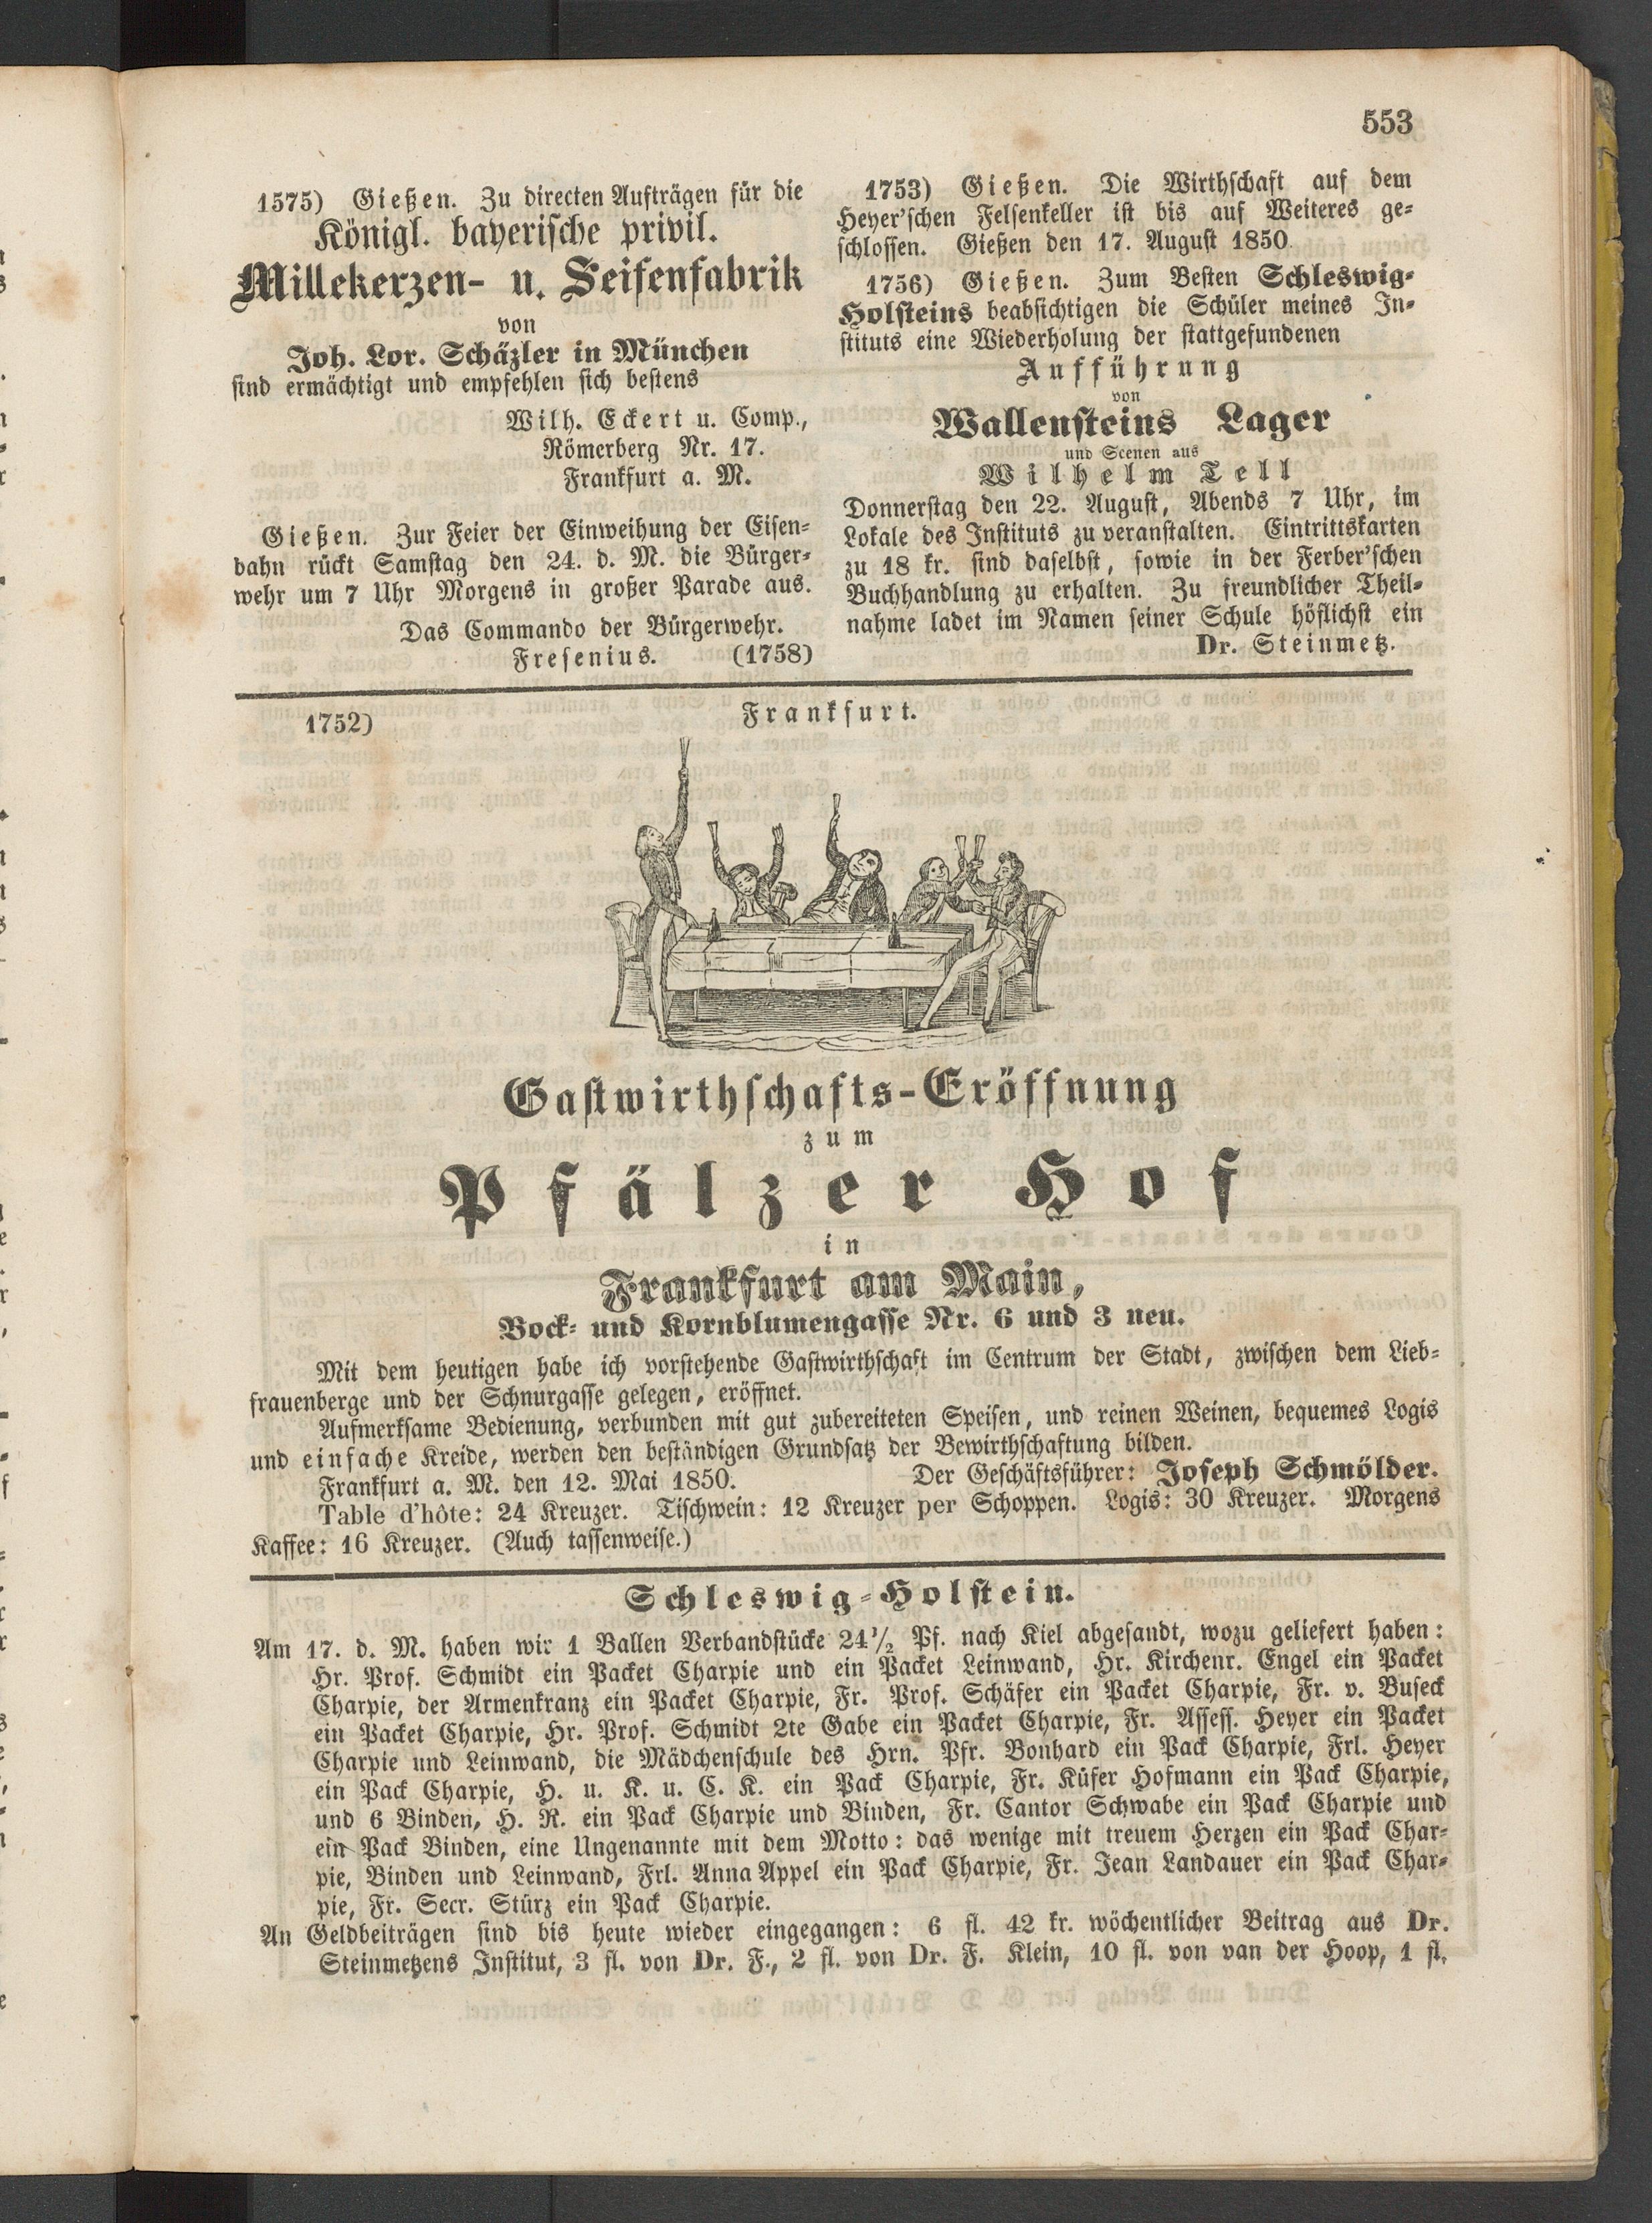 553
1575) Gießen. Zu directen Aufträgen für die
Königl. bayerische privil.
Millekerzen- u. Seifenfabrik
von
Joh. Lor. Schäzler in München
sind ermächtigt und empfehlen sich bestens
Wilh. Eckert u. Comp.,
Römerberg Nr. 17.
Frankfurt a. M.
Gießen. Zur Feier der Einweihung der Eisen-
bahn rückt Samstag den 24. d. M. die Bürger-
wehr um 7 Uhr Morgens in großer Parade aus.
Das Commando der Bürgerwehr.
Fresenius. (1758)
1753) Gießen. Die Wirthschaft auf dem
Heyer'schen Felsenkeller ist bis auf Weiteres ge-
schlossen. Gießen den 17. August 1850.
1756) Gießen. Zum Besten Schleswig-
Holsteins beabsichtigen die Schüler meines In-
stituts eine Wiederholung der stattgefundenen
Aufführung
von
Wallensteins Lager
und Scenen aus
Wilhelm Tell
Donnerstag den 22. August, Abends 7 Uhr, im
Lokale des Instituts zu veranstalten. Eintrittskarten
zu 18 kr. sind daselbst, sowie in der Ferber'schen
Buchhandlung zu erhalten. Zu freundlicher Theil-
nahme ladet im Namen seiner Schule höflichst ein
Dr. Steinmetz.
1752) Frankfurt.
Gastwirthschafts-Eröffnung
zum
Pfälzer Hof
in
Frankfurt am Main,
Bock- und Kornblumengasse Nr. 6 und 3 neu.
Mit dem heutigen habe ich vorstehende Gastwirthschaft im Centrum der Stadt, zwischen dem Lieb-
frauenberge und der Schnurgasse gelegen, eröffnet.
Aufmerksame Bedienung, verbunden mit gut zubereiteten Speisen, und reinen Weinen, bequemes Logis
und einfache Kreide, werden den beständigen Grundsatz der Bewirthschaftung bilden.
Frankfurt a. M. den 12. Mai 1850. Der Geschäftsführer: Joseph Schmölder.
Table d'hôte: 24 Kreuzer. Tischwein: 12 Kreuzer per Schoppen. Logis: 30 Kreuzer. Morgens
Kaffee: 16 Kreuzer. (Auch tassenweise.)
Schleswig-Holstein.
Am 17. d. M. haben wir 1 Ballen Verbandstücke 24½ Pf. nach Kiel abgesandt, wozu geliefert haben:
Hr. Prof. Schmidt ein Packet Charpie und ein Packet Leinwand, Hr. Kirchenr. Engel ein Packet
Charpie, der Armenkranz ein Packet Charpie, Fr. Prof. Schäfer ein Packet Charpie, Fr. v. Buseck
ein Packet Charpie, Hr. Prof. Schmidt 2te Gabe ein Packet Charpie, Fr. Assess. Heyer ein Packet
Charpie und Leinwand, die Mädchenschule des Hrn. Pfr. Bonhard ein Pack Charpie, Frl. Heyer
ein Pack Charpie, H. u. K. u. C. K. ein Pack Charpie, Fr. Küfer Hofmann ein Pack Charpie,
und 6 Binden, H. R. ein Pack Charpie und Binden, Fr. Cantor Schwabe ein Pack Charpie und
ein Pack Binden, eine Ungenannte mit dem Motto: das wenige mit treuem Herzen ein Pack Char-
pie, Binden und Leinwand, Frl. Anna Appel ein Pack Charpie, Fr. Jean Landauer ein Pack Char-
pie, Fr. Secr. Stürz ein Pack Charpie.
An Geldbeiträgen sind bis heute wieder eingegangen: 6 fl. 42 kr. wöchentlicher Beitrag aus Dr.
Steinmetzens Institut, 3 fl. von Dr. F., 2 fl. von Dr. F. Klein, 10 fl. von van der Hoop, 1 fl.